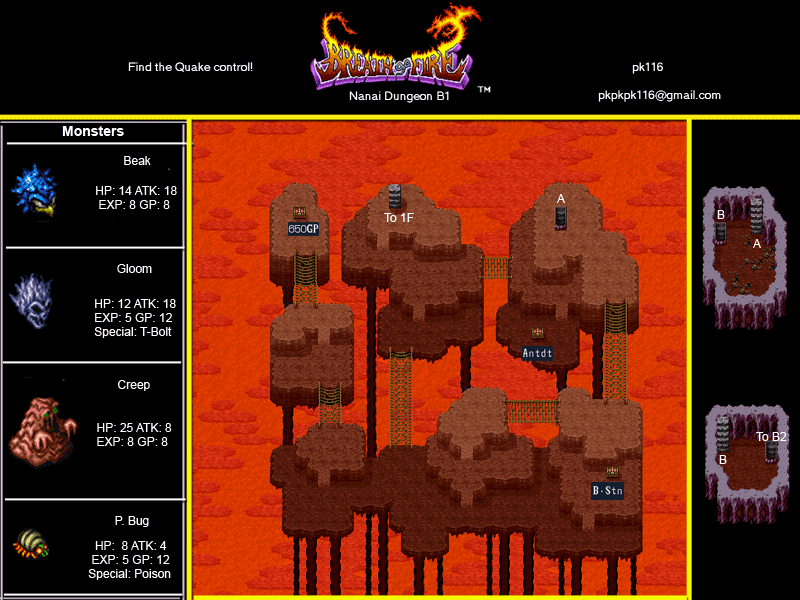 BREATH OF FIRE
TM
Find the Quake control!
Nanai Dungeon B1
pk116
pkpkpk116@gmail.com
Monsters
Beak
HP: 14 ATK: 18
EXP: 8 GP: 8
Gloom
HP: 12 ATK: 18
EXP: 5 GP: 12
Special: T-Bolt
Creep
HP: 25 ATK: 8
EXP: 8 GP: 8
P. Bug
HP: 8 ATK: 4
EXP: 5 GP: 12
Special: Poison
650GP
To 1F
A
Antdt
B-Stn
B
A
B
To B2